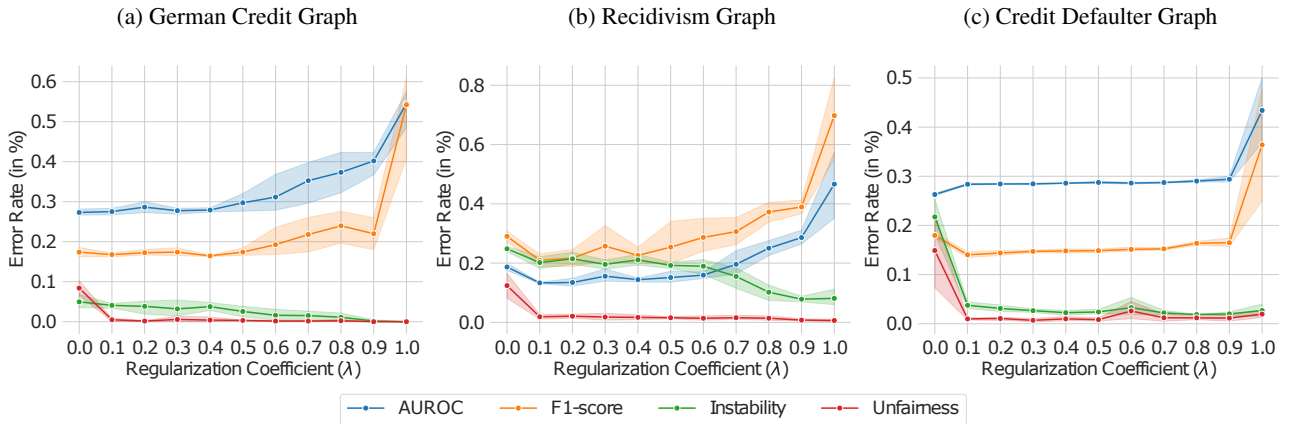 (a) German Credit Graph
(b) Recidivism Graph
(c) Credit Defaulter Graph
Error Rate (in %)
0.6
0.5
0.4
0.3
0.2
0.1
0.0
0.0 0.1 0.2 0.3 0.4 0.5 0.6 0.7 0.8 0.9 1.0
Regularization Coefficient (λ)
Error Rate (in %)
0.8
0.6
0.4
0.2
0.0
0.0 0.1 0.2 0.3 0.4 0.5 0.6 0.7 0.8 0.9 1.0
Regularization Coefficient (λ)
Error Rate (in %)
0.5
0.4
0.3
0.2
0.1
0.0
0.0 0.1 0.2 0.3 0.4 0.5 0.6 0.7 0.8 0.9 1.0
Regularization Coefficient (λ)
AUROC F1-score Instability Unfairness